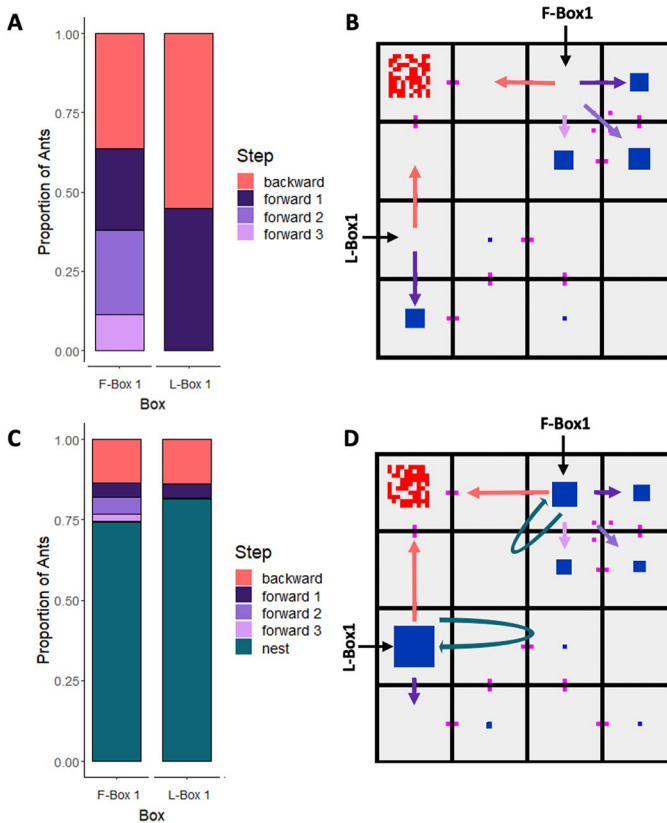 A
1.00
0.75
0.50
0.25
0.00
Proportion of Ants
F-Box 1
L-Box 1
Box
Step
backward
forward 1
forward 2
forward 3
B
F-Box1
L-Box1
C
1.00
0.75
0.50
0.25
0.00
Proportion of Ants
F-Box 1
L-Box 1
Box
Step
backward
forward 1
forward 2
forward 3
nest
D
F-Box1
L-Box1